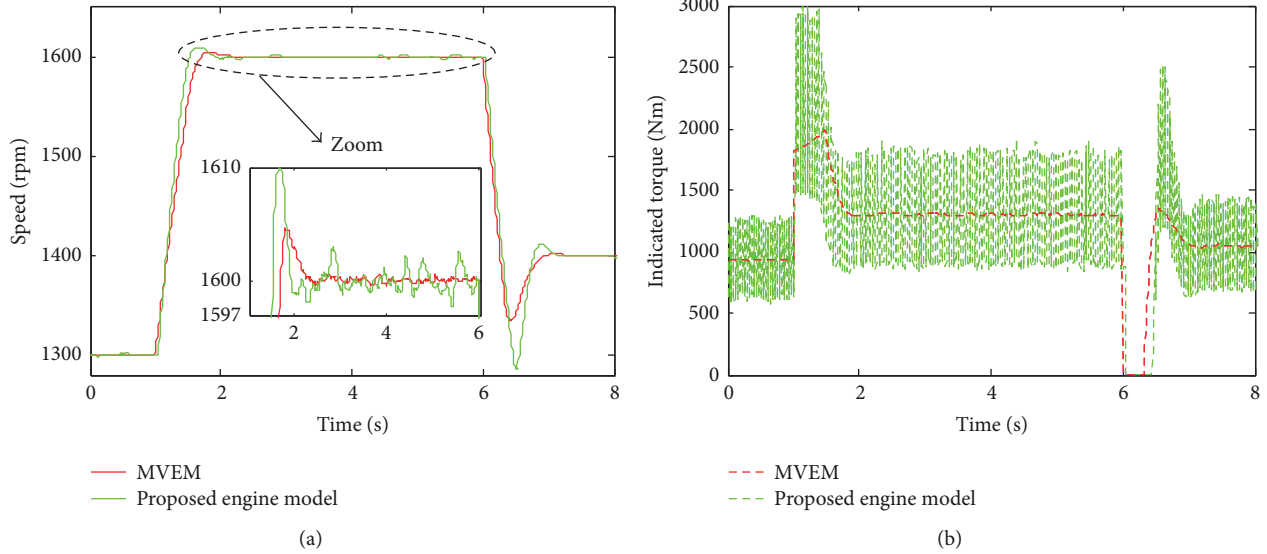 1600
1500
1400
1300
Speed (rpm)
Zoom
1610
1600
1597
2 4 6
0 2 4 6 8
Time (s)
MVEM
Proposed engine model
(a)
3000
2500
2000
1500
1000
500
0
Indicated torque (Nm)
0 2 4 6 8
Time (s)
MVEM
Proposed engine model
(b)